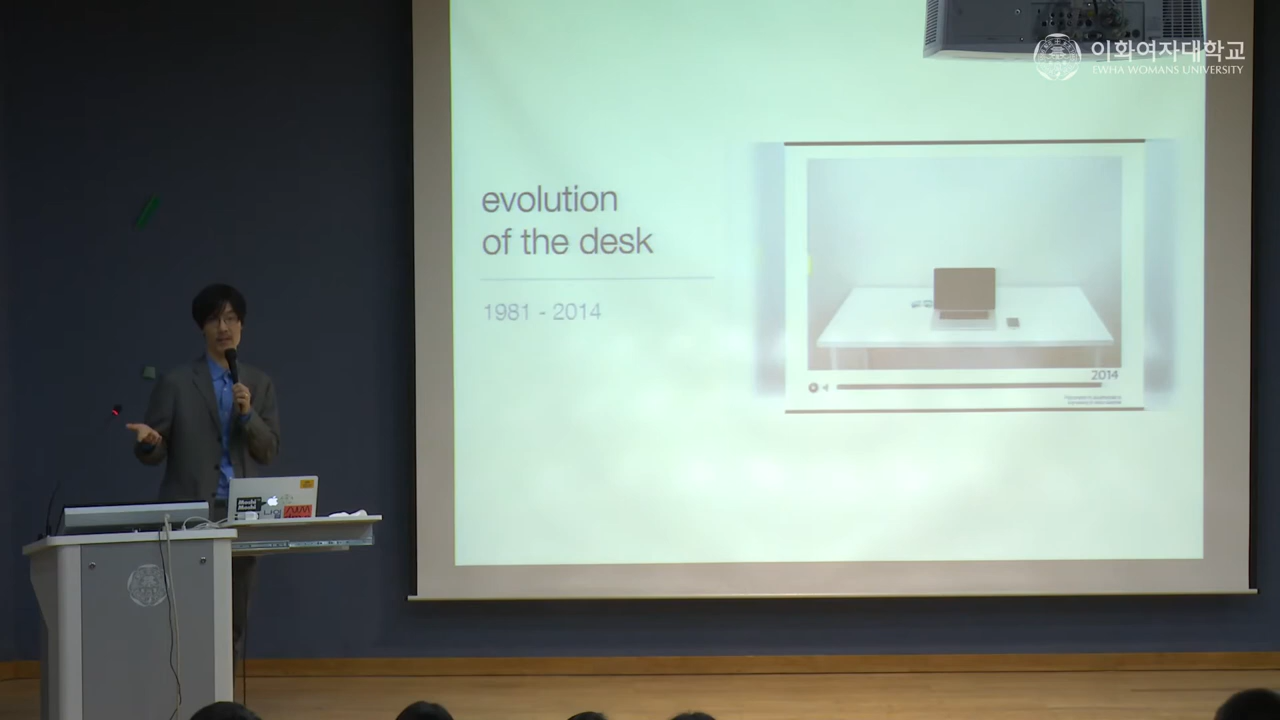 이화여자대학교
EWHA WOMANS UNIVERSITY
evolution
of the desk
1981 - 2014
2014